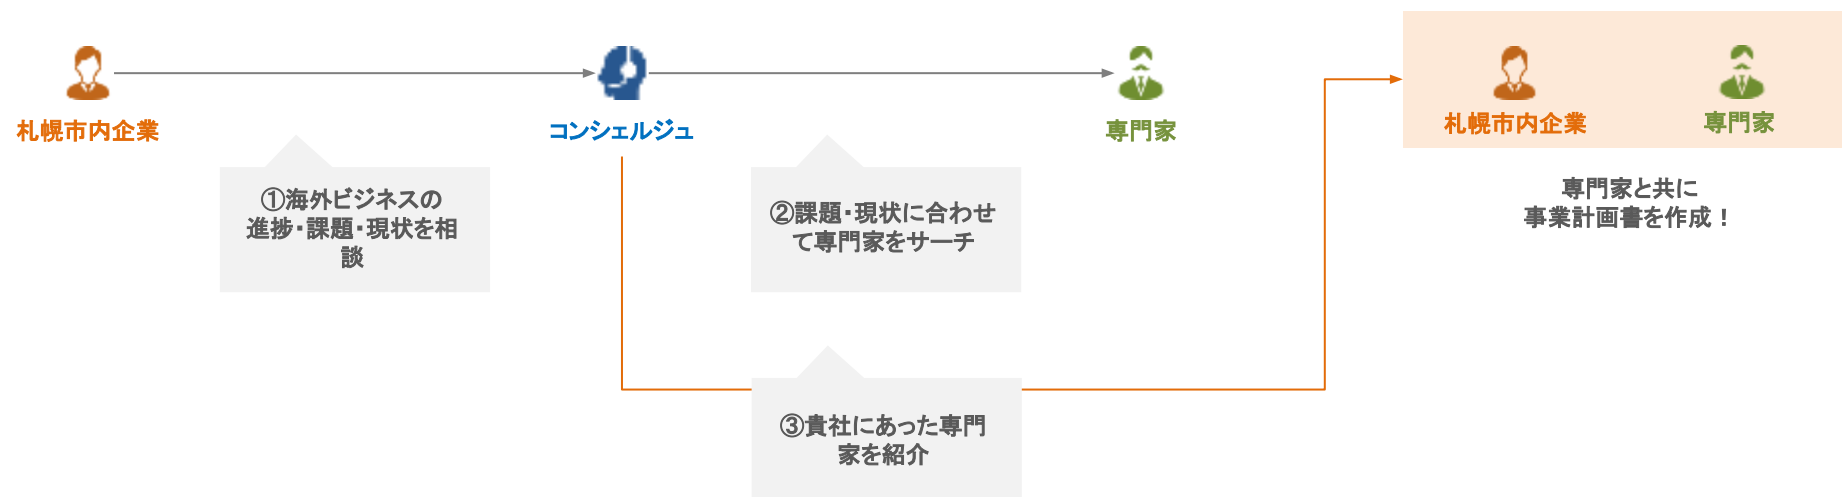 札幌市内企業
コンシェルジュ
専門家
札幌市内企業
専門家
①海外ビジネスの
進捗・課題・現状を相
談
②課題・現状に合わせ
て専門家をサーチ
専門家と共に
事業計画書を作成！
③貴社にあった専門
家を紹介